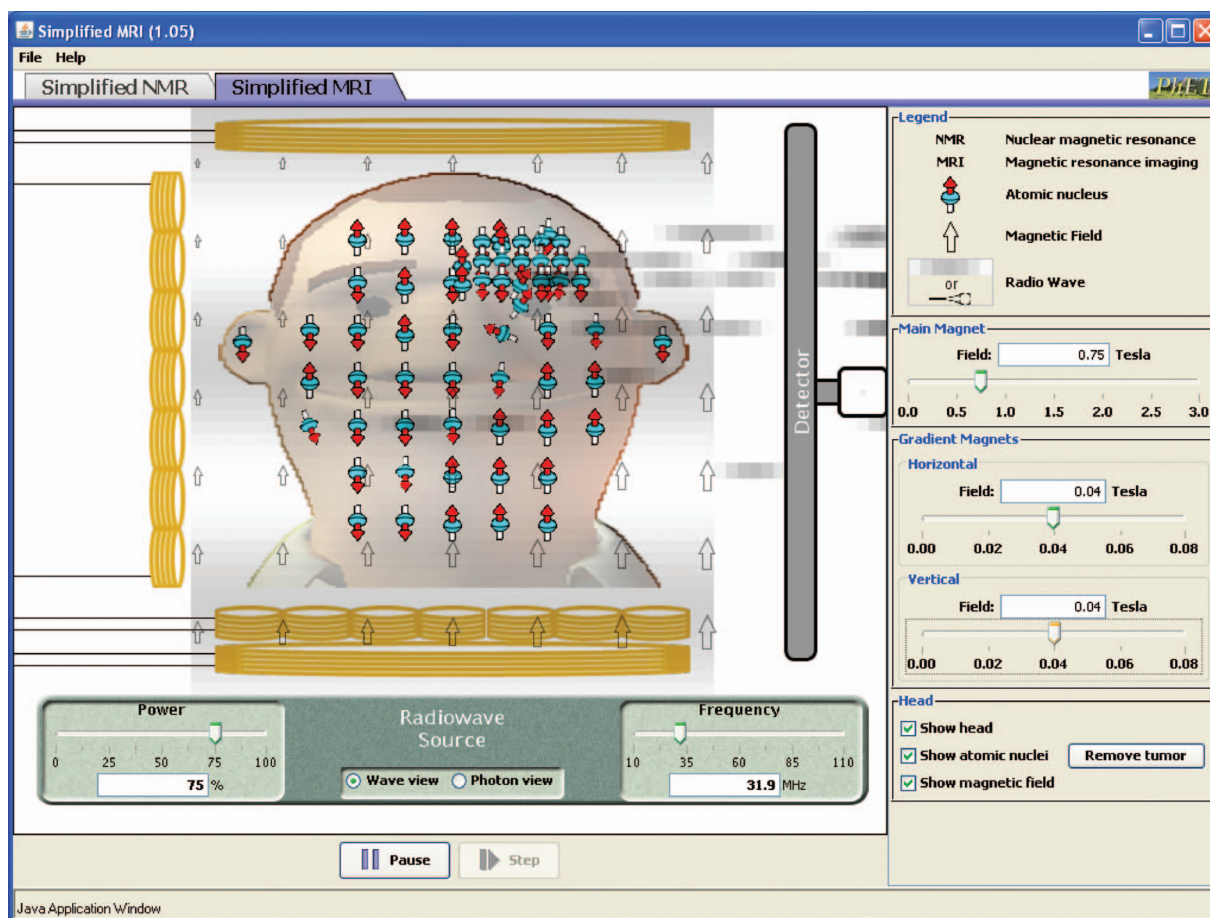 Simplified MRI (1.05)
File Help
Simplified NMR Simplified MRI
PhET
Legend
NMR Nuclear magnetic resonance
MRI Magnetic resonance imaging
Atomic nucleus
Magnetic Field
or
Radio Wave
Detector
Main Magnet
Field: 0.75 Tesla
0.0 0.5 1.0 1.5 2.0 2.5 3.0
Gradient Magnets
Horizontal
Field: 0.04 Tesla
0.00 0.02 0.04 0.06 0.08
Vertical
Field: 0.04 Tesla
0.00 0.02 0.04 0.06 0.08
Head
Show head
Show atomic nuclei
Remove tumor
Show magnetic field
Power
0 25 50 75 100
75 %
Radiowave
Source
Wave view Photon view
Frequency
10 35 60 85 110
31.9 MHz
Pause Step
Java Application Window